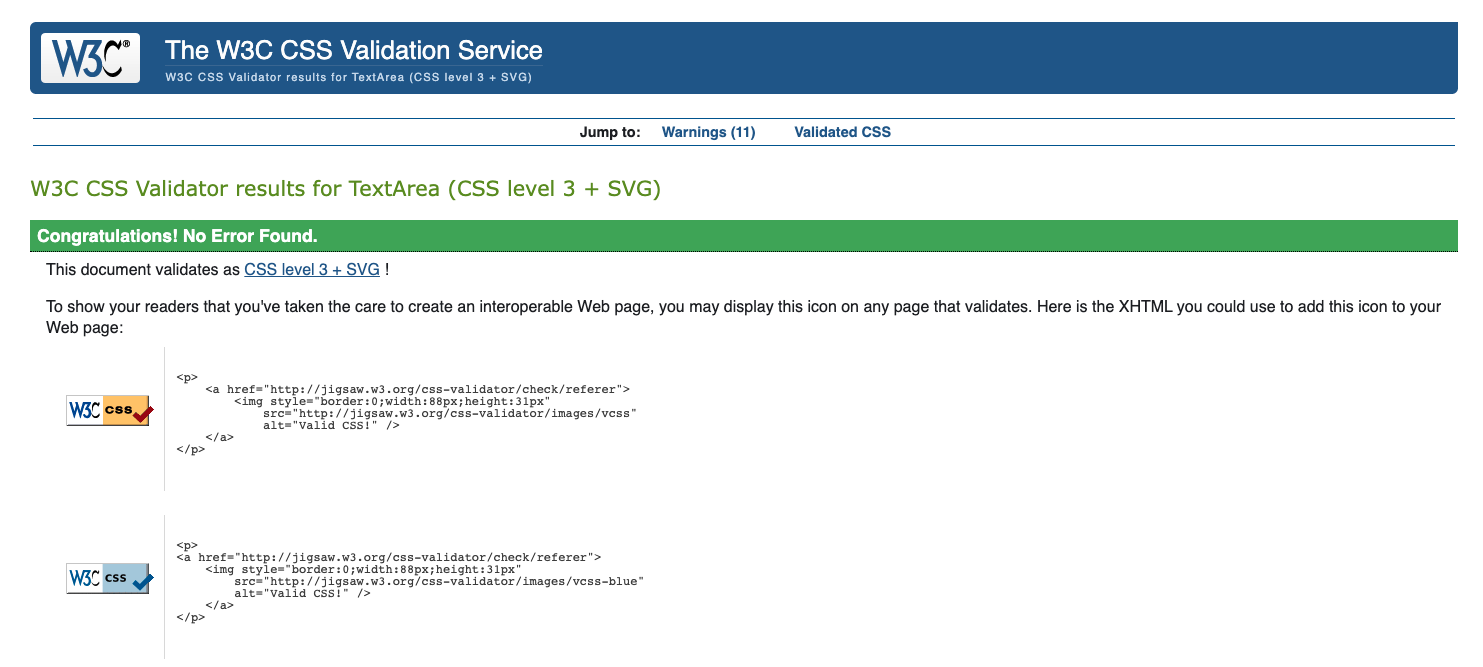 W3C®
The W3C CSS Validation Service
W3C CSS Validator results for TextArea (CSS level 3 + SVG)
Jump to: Warnings (11) Validated CSS
W3C CSS Validator results for TextArea (CSS level 3 + SVG)
Congratulations! No Error Found.
This document validates as CSS level 3 + SVG !
To show your readers that you've taken the care to create an interoperable Web page, you may display this icon on any page that validates. Here is the XHTML you could use to add this icon to your
Web page:
W3C css
<p>
    <a href="http://jigsaw.w3.org/css-validator/check/referer">
        <img style="border:0;width:88px;height:31px"
            src="http://jigsaw.w3.org/css-validator/images/vcss"
            alt="Valid CSS!" />
    </a>
</p>
W3C css
<p>
<a href="http://jigsaw.w3.org/css-validator/check/referer">
    <img style="border:0;width:88px;height:31px"
        src="http://jigsaw.w3.org/css-validator/images/vcss-blue"
        alt="Valid CSS!" />
    </a>
</p>